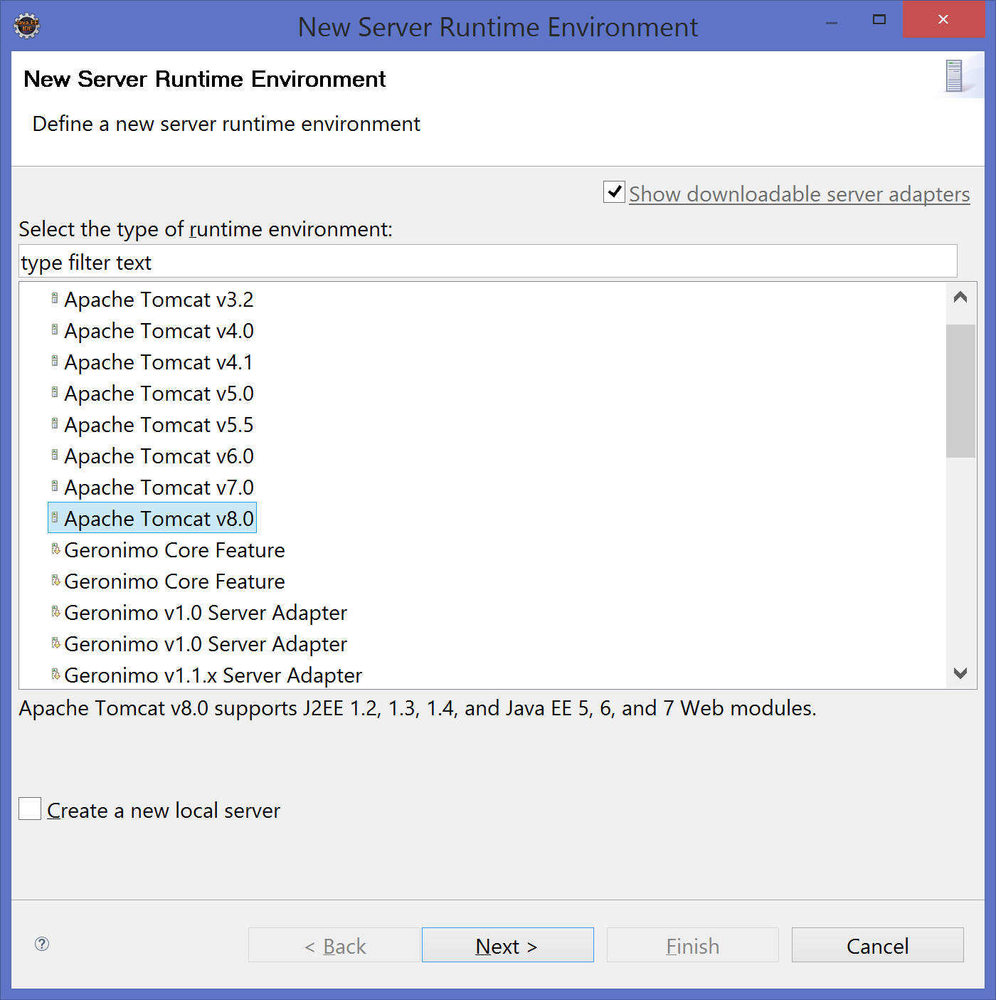 Java EE
IDE
New Server Runtime Environment
New Server Runtime Environment
Define a new server runtime environment
Show downloadable server adapters
Select the type of runtime environment:
type filter text
Apache Tomcat v3.2
Apache Tomcat v4.0
Apache Tomcat v4.1
Apache Tomcat v5.0
Apache Tomcat v5.5
Apache Tomcat v6.0
Apache Tomcat v7.0
Apache Tomcat v8.0
Geronimo Core Feature
Geronimo Core Feature
Geronimo v1.0 Server Adapter
Geronimo v1.0 Server Adapter
Geronimo v1.1.x Server Adapter
Apache Tomcat v8.0 supports J2EE 1.2, 1.3, 1.4, and Java EE 5, 6, and 7 Web modules.
Create a new local server
? < Back Next > Finish Cancel